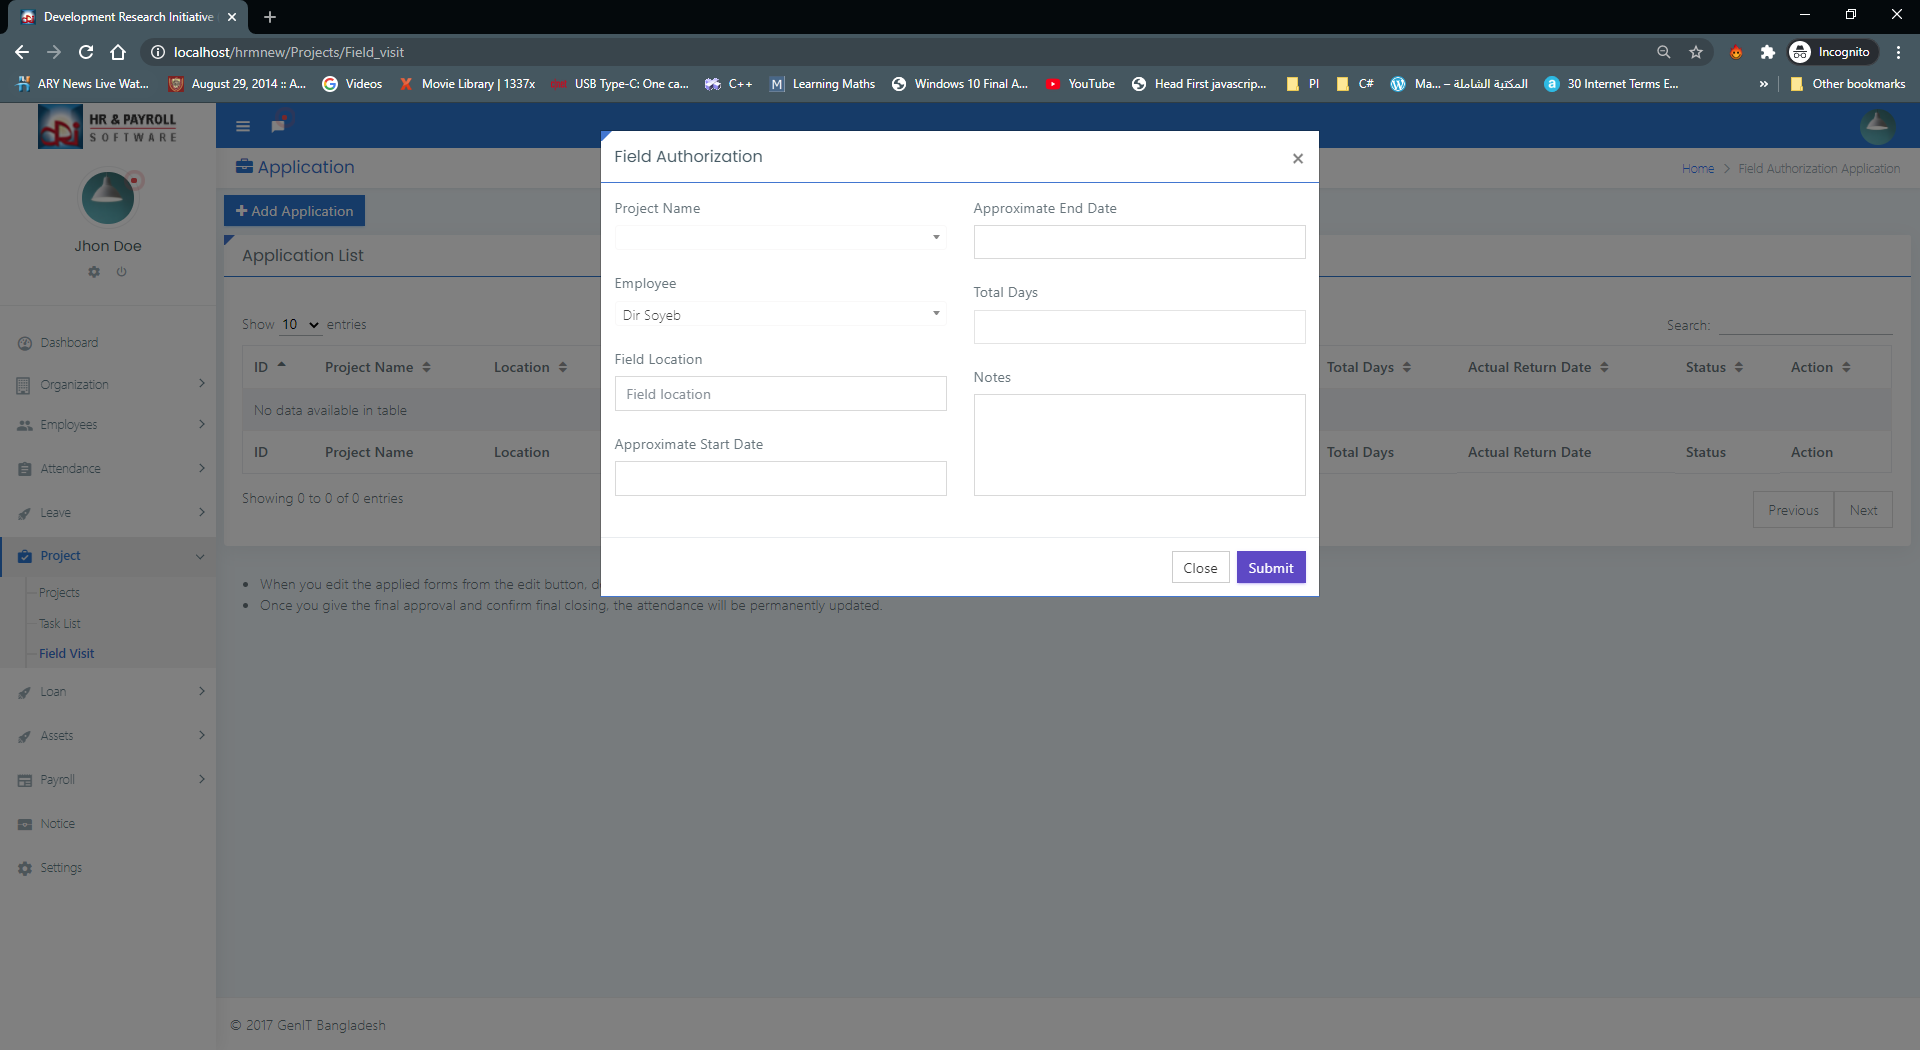 Development Research Initiative
localhost/hrmnew/Projects/Field_visit
Incognito
ARY News Live Wat...
August 29, 2014 :: A...
Videos
Movie Library | 1337x
USB Type-C: One ca...
C++
Learning Maths
Windows 10 Final A...
YouTube
Head First javascrip...
PI
C#
Ma... – المكتبة الشاملة
30 Internet Terms E...
»
Other bookmarks
HR & PAYROLL
SOFTWARE
Jhon Doe
Dashboard
Organization
Employees
Attendance
Leave
Project
Projects
Task List
Field Visit
Loan
Assets
Payroll
Notice
Settings
Application
Home > Field Authorization Application
+ Add Application
Application List
Show 10 entries
Search:
ID Project Name Location Total Days Actual Return Date Status Action
No data available in table
ID Project Name Location Total Days Actual Return Date Status Action
Showing 0 to 0 of 0 entries
Previous Next
• When you edit the applied forms from the edit button, d
• Once you give the final approval and confirm final closing, the attendance will be permanently updated.
© 2017 GenIT Bangladesh
Field Authorization
×
Project Name
Employee
Dir Soyeb
Field Location
Field location
Approximate Start Date
Approximate End Date
Total Days
Notes
Close
Submit